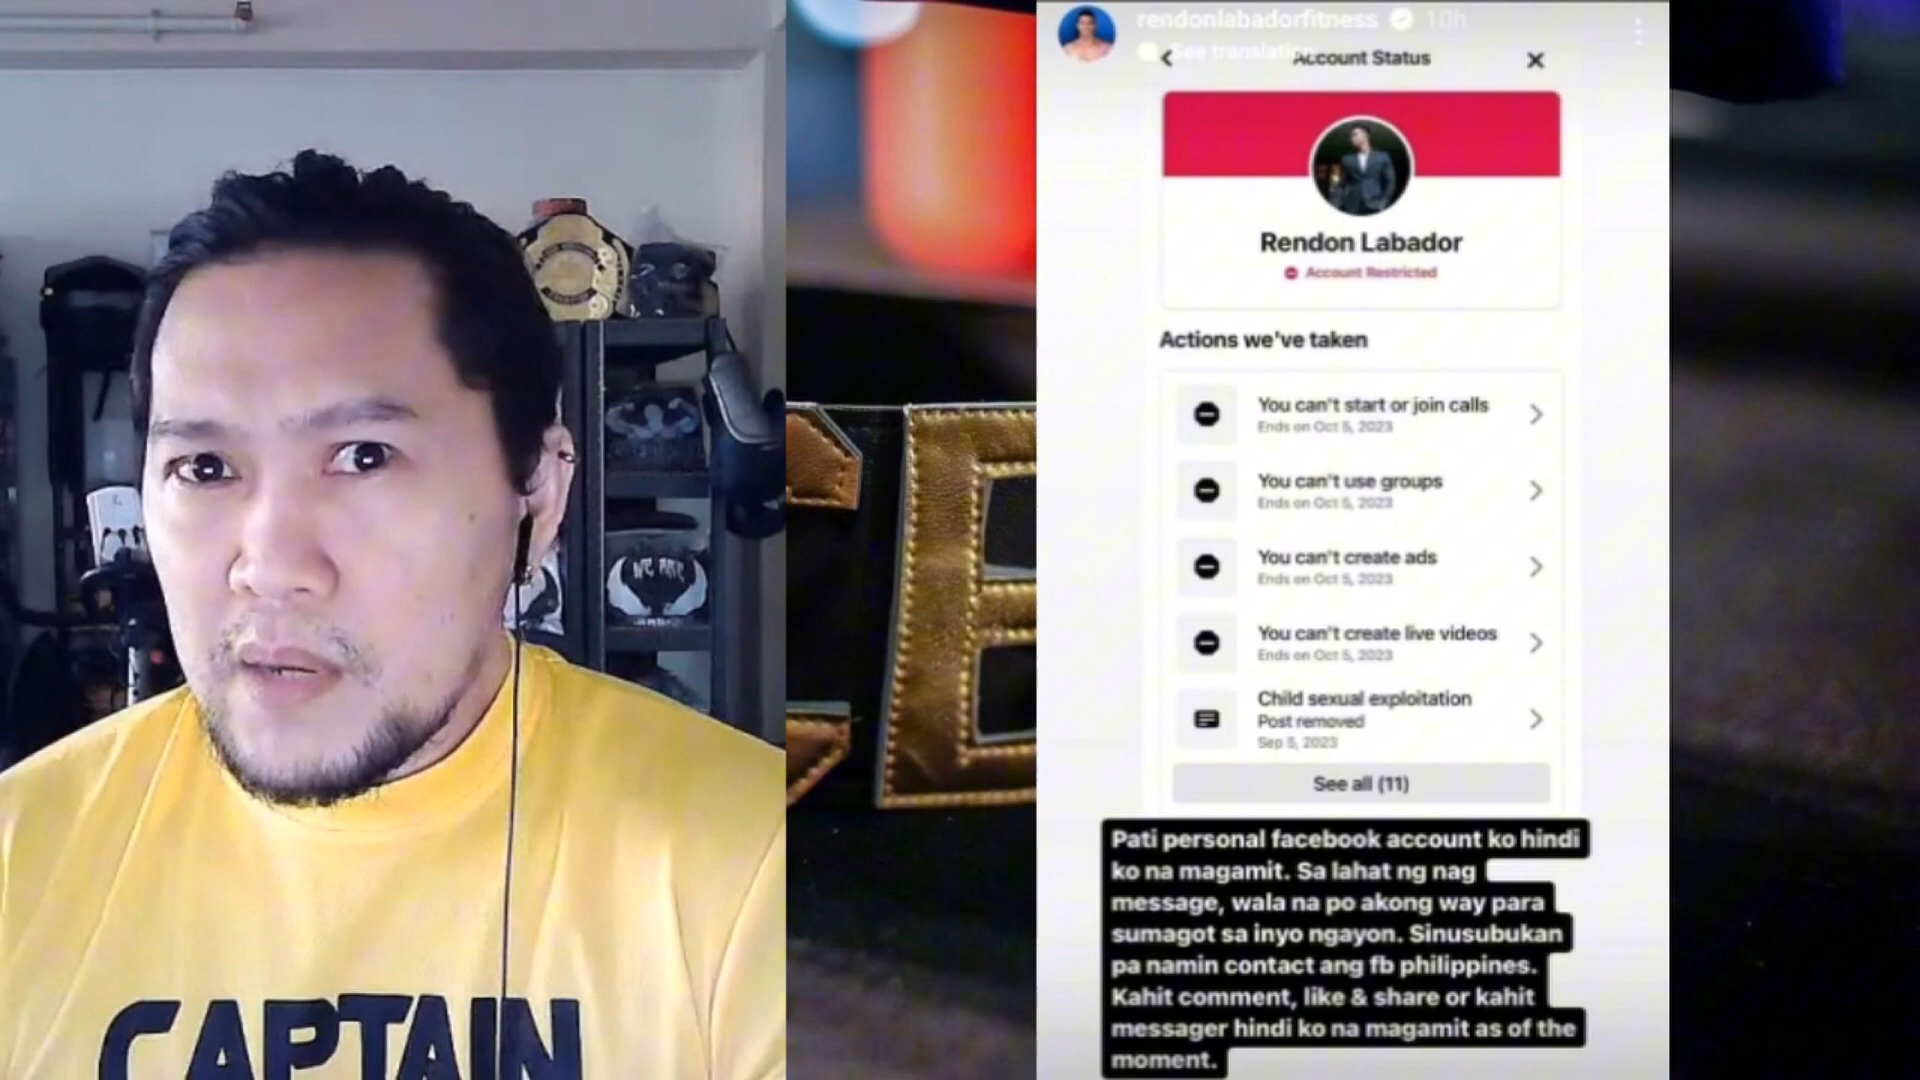 rendonlabadorfitness 10h
See translation
Account Status
Rendon Labador
Account Restricted
Actions we've taken
You can't start or join calls
Ends on Oct 5, 2023
You can't use groups
Ends on Oct 5, 2023
You can't create ads
Ends on Oct 5, 2023
You can't create live videos
Ends on Oct 5, 2023
Child sexual exploitation
Post removed
Sep 5, 2023
See all (11)
Pati personal facebook account ko hindi
ko na magamit. Sa lahat ng nag
message, wala na po akong way para
sumagot sa inyo ngayon. Sinusubukan
pa namin contact ang fb philippines.
Kahit comment, like & share or kahit
messager hindi ko na magamit as of the
moment.
CAPTAIN
WE ARE